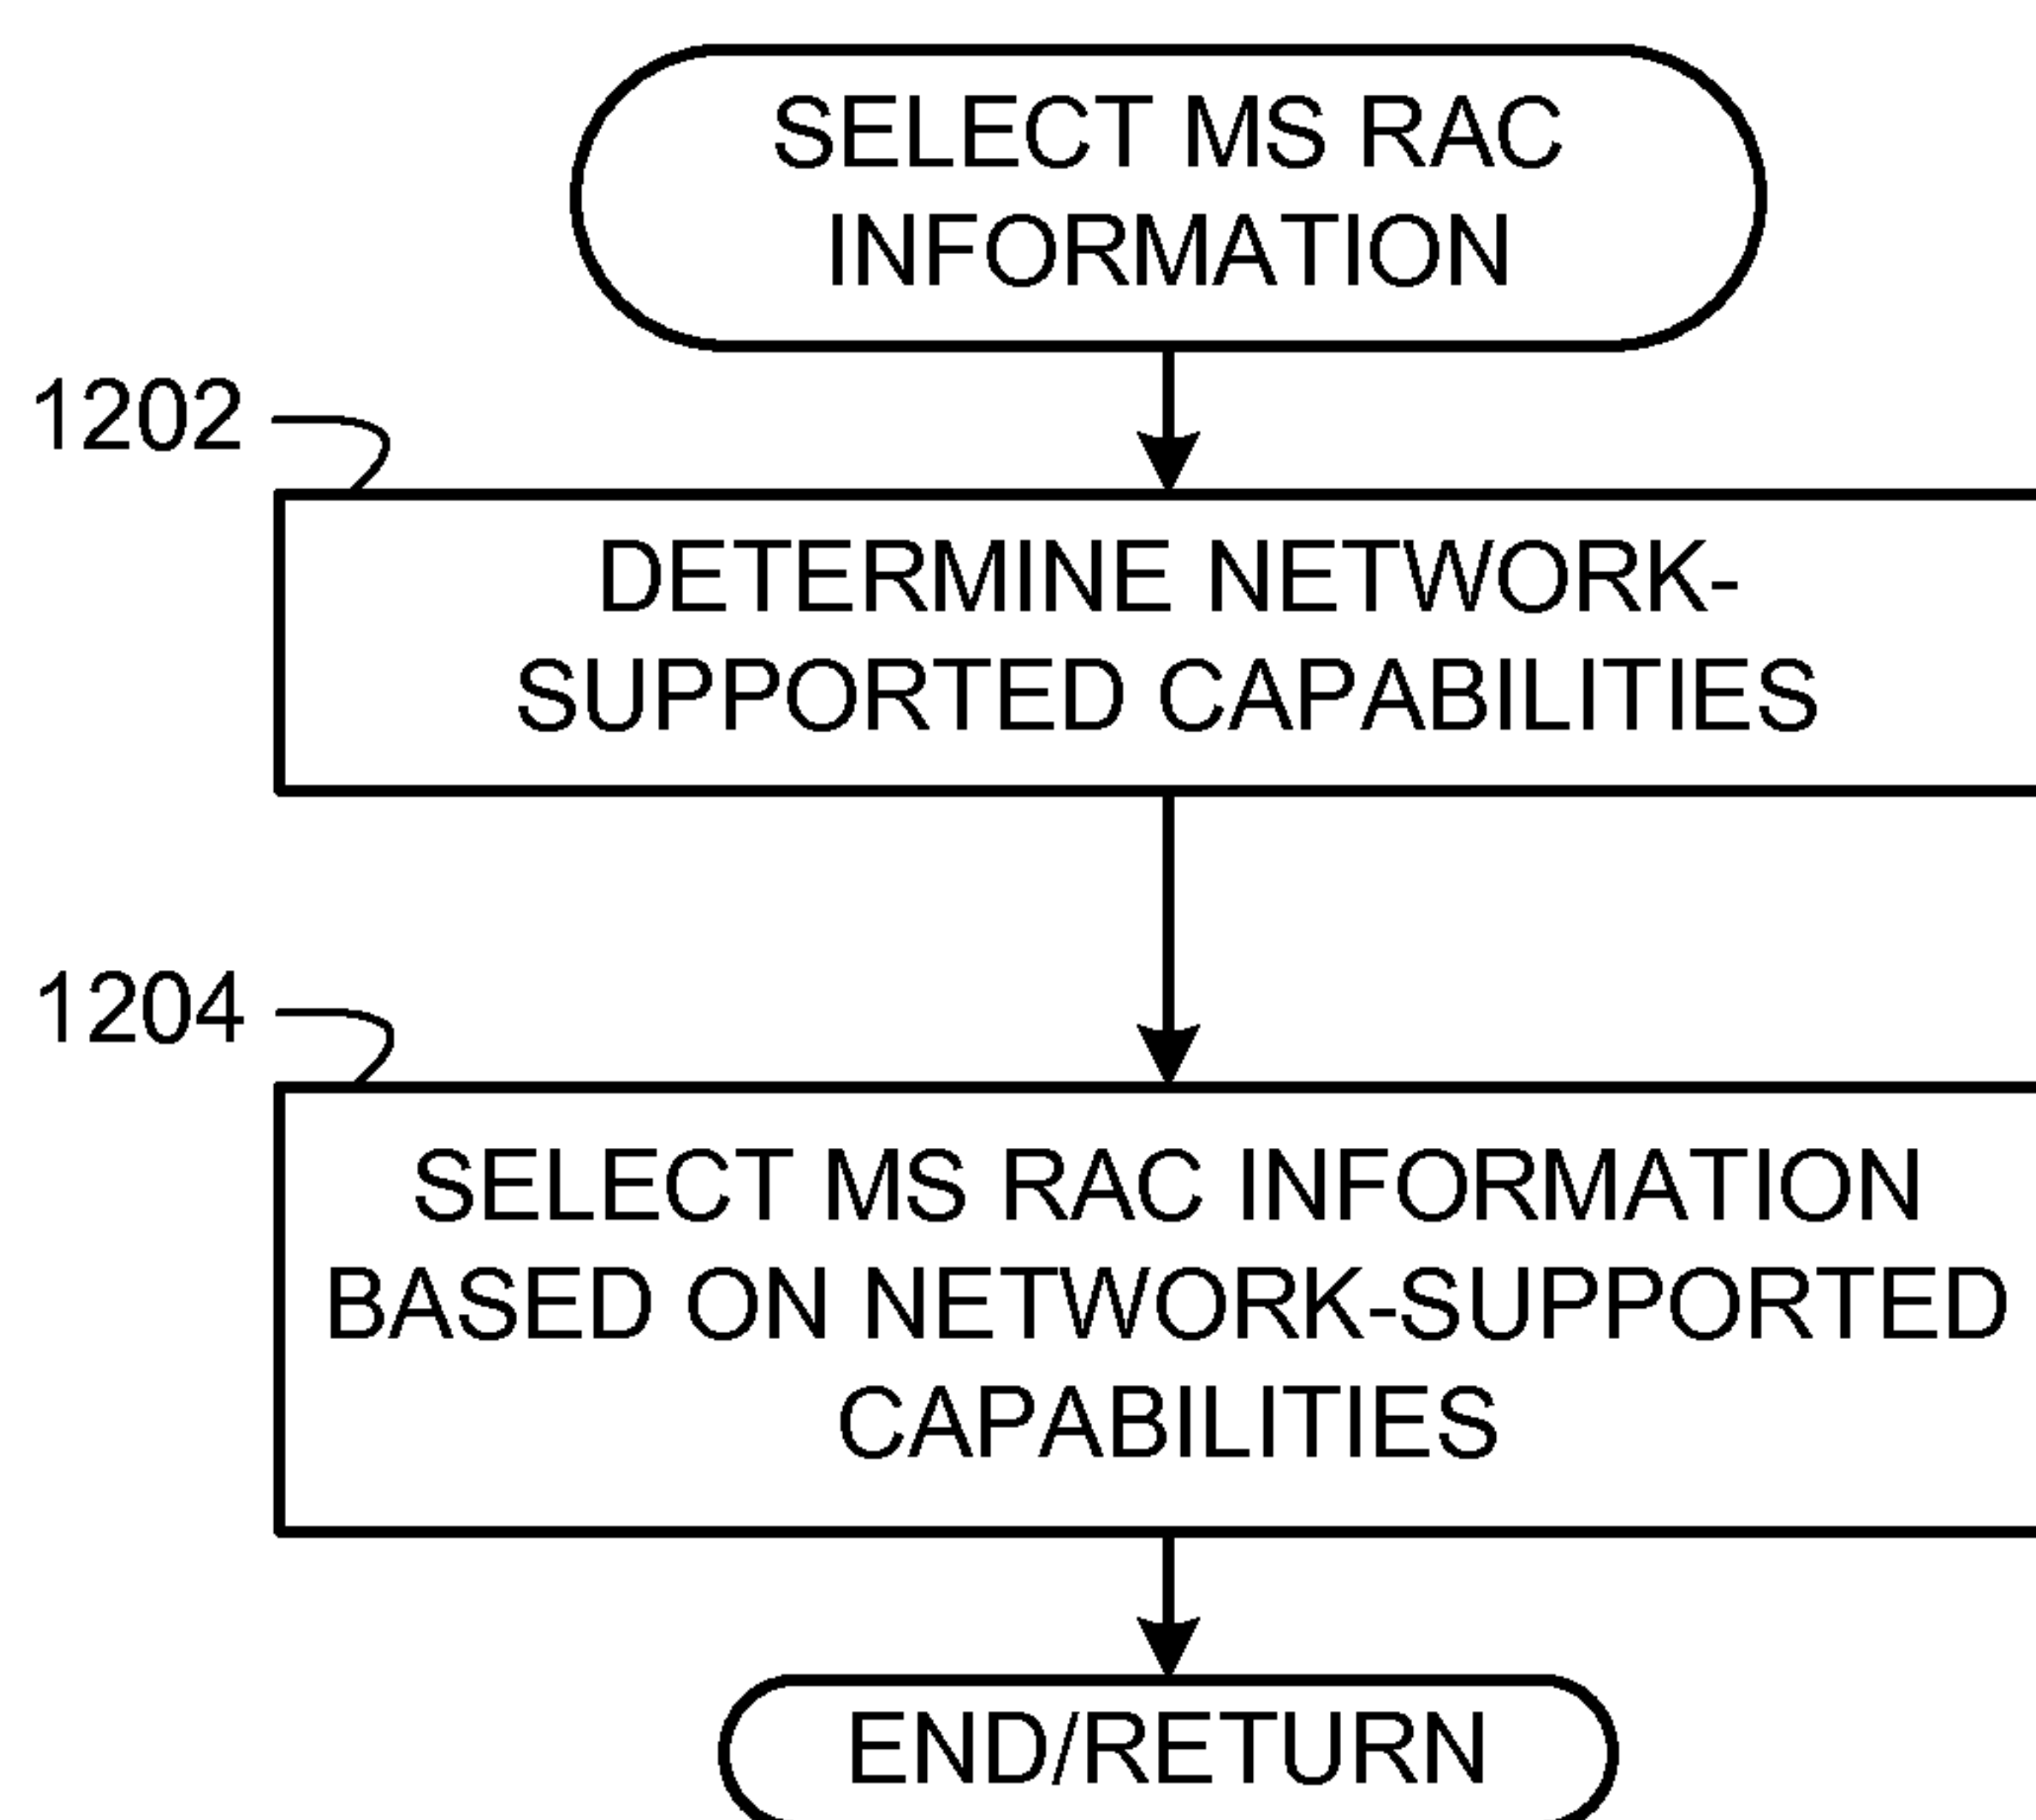 SELECT MS RAC
INFORMATION
1202
DETERMINE NETWORK-
SUPPORTED CAPABILITIES
1204
SELECT MS RAC INFORMATION
BASED ON NETWORK-SUPPORTED
CAPABILITIES
END/RETURN